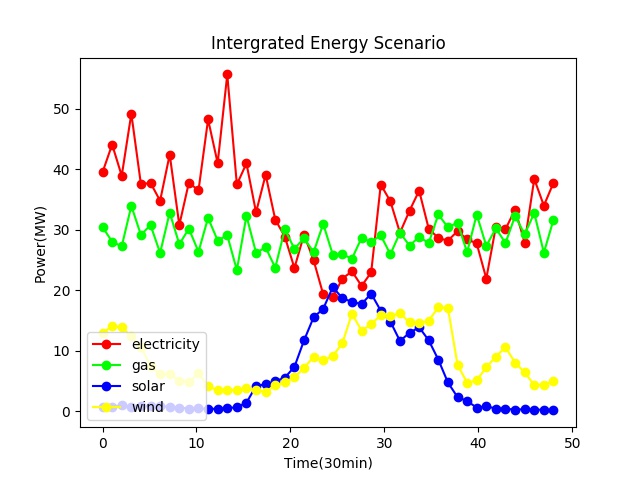 Intergrated Energy Scenario
Power(MW)
50
40
30
20
10
0
electricity
gas
solar
wind
0 10 20 30 40 50
Time(30min)